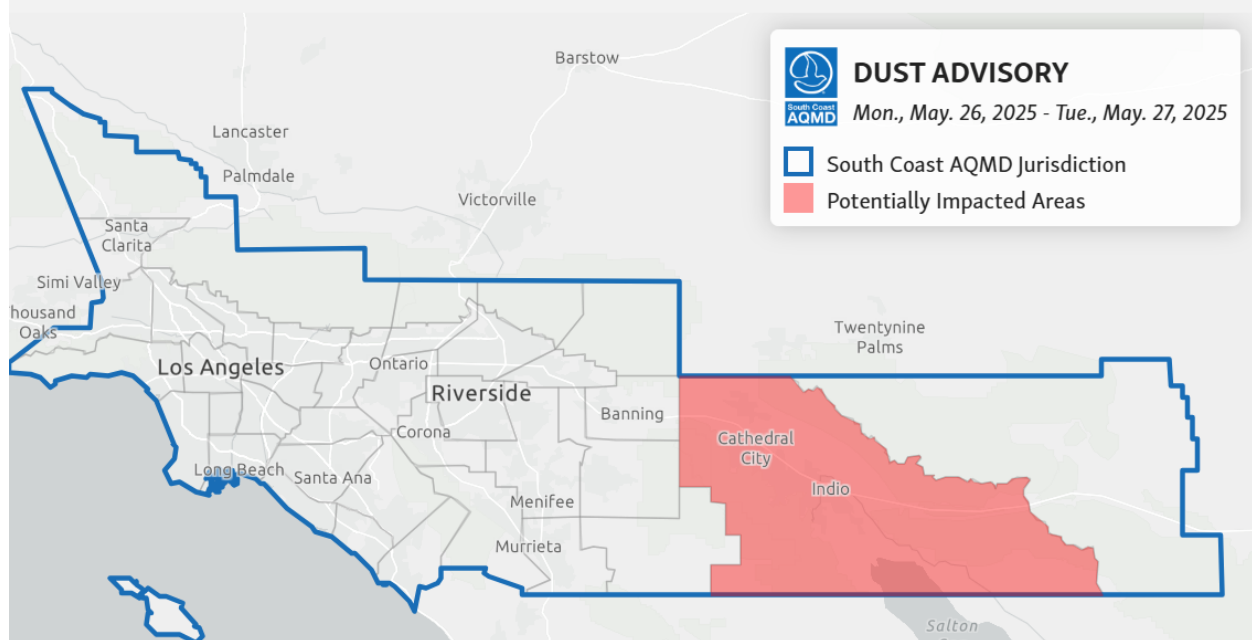 Barstow
DUST ADVISORY
South Coast
AQMD
Mon., May. 26, 2025 - Tue., May. 27, 2025
South Coast AQMD Jurisdiction
Potentially Impacted Areas
Lancaster
Palmdale
Victorville
Santa
Clarita
Simi Valley
housand
Oaks
Twentynine
Palms
Los Angeles
Ontario
Riverside
Banning
Corona
Cathedral
City
Long Beach
Santa Ana
Indio
Menifee
Murrieta
Salton